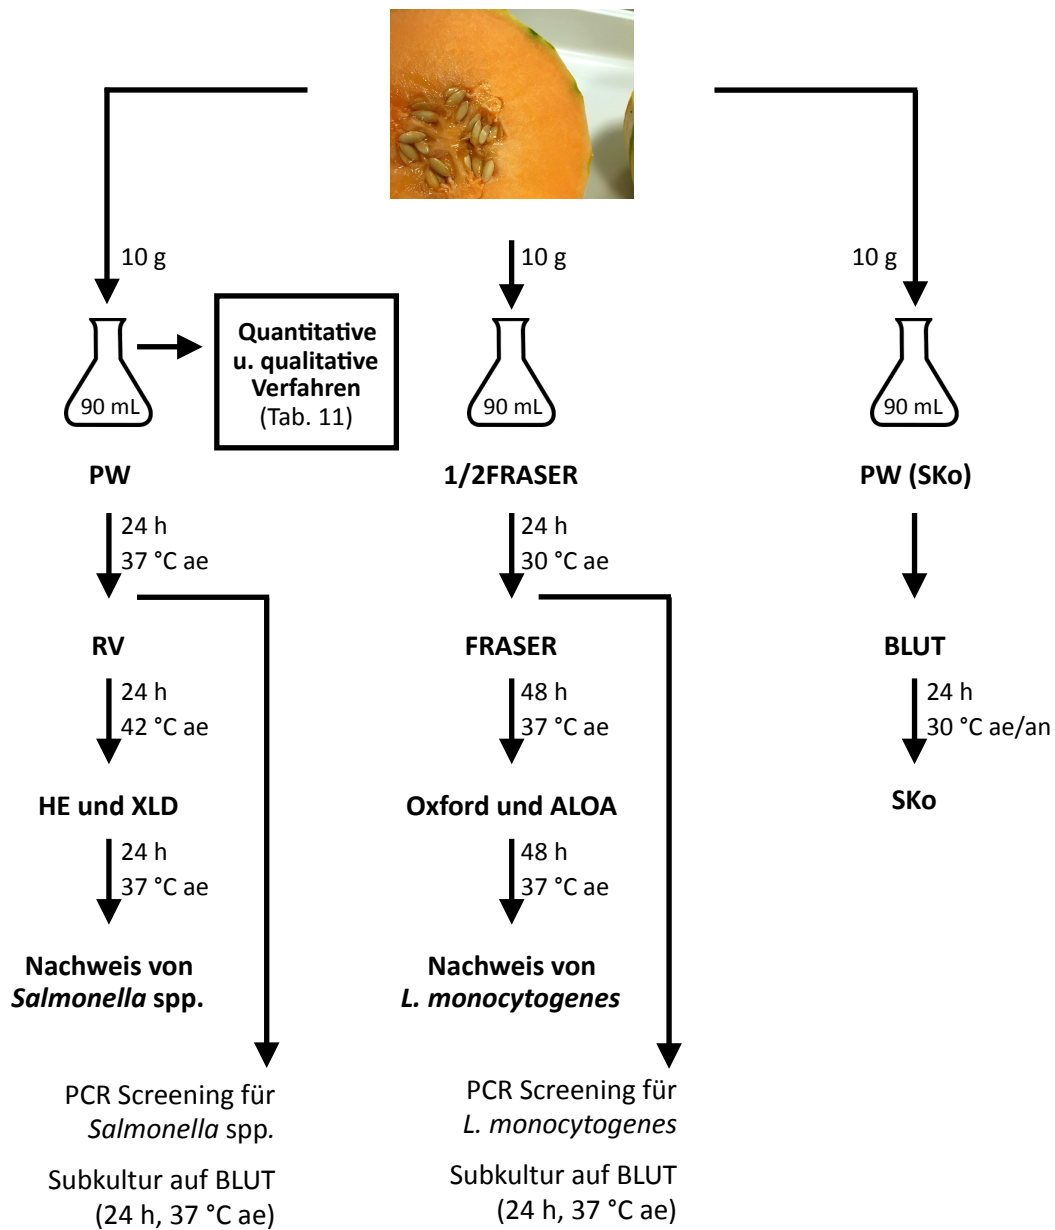 10 g
90 mL
Quantitative
u. qualitative
Verfahren
(Tab. 11)
PW
24 h
37 °C ae
RV
24 h
42 °C ae
HE und XLD
24 h
37 °C ae
Nachweis von
Salmonella spp.
PCR Screening für
Salmonella spp.
Subkultur auf BLUT
(24 h, 37 °C ae)
10 g
90 mL
1/2FRASER
24 h
30 °C ae
FRASER
48 h
37 °C ae
Oxford und ALOA
48 h
37 °C ae
Nachweis von
L. monocytogenes
PCR Screening für
L. monocytogenes
Subkultur auf BLUT
(24 h, 37 °C ae)
10 g
90 mL
PW (SKo)
BLUT
24 h
30 °C ae/an
SKo